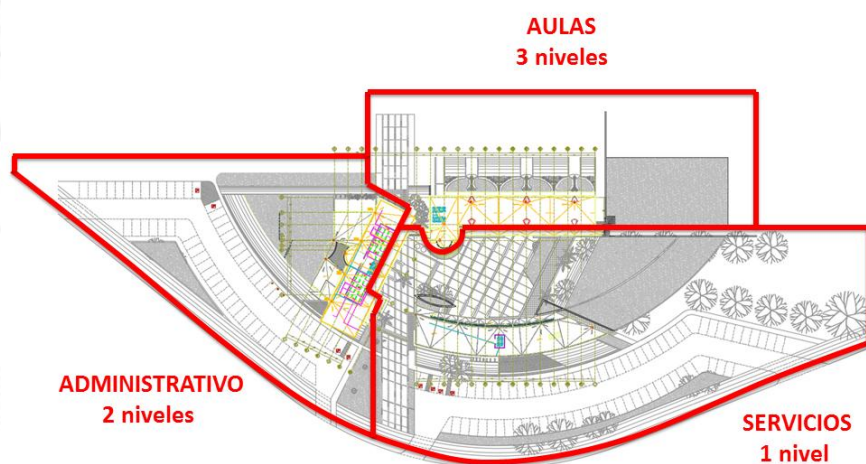 AULAS
3 niveles
ADMINISTRATIVO
2 niveles
SERVICIOS
1 nivel